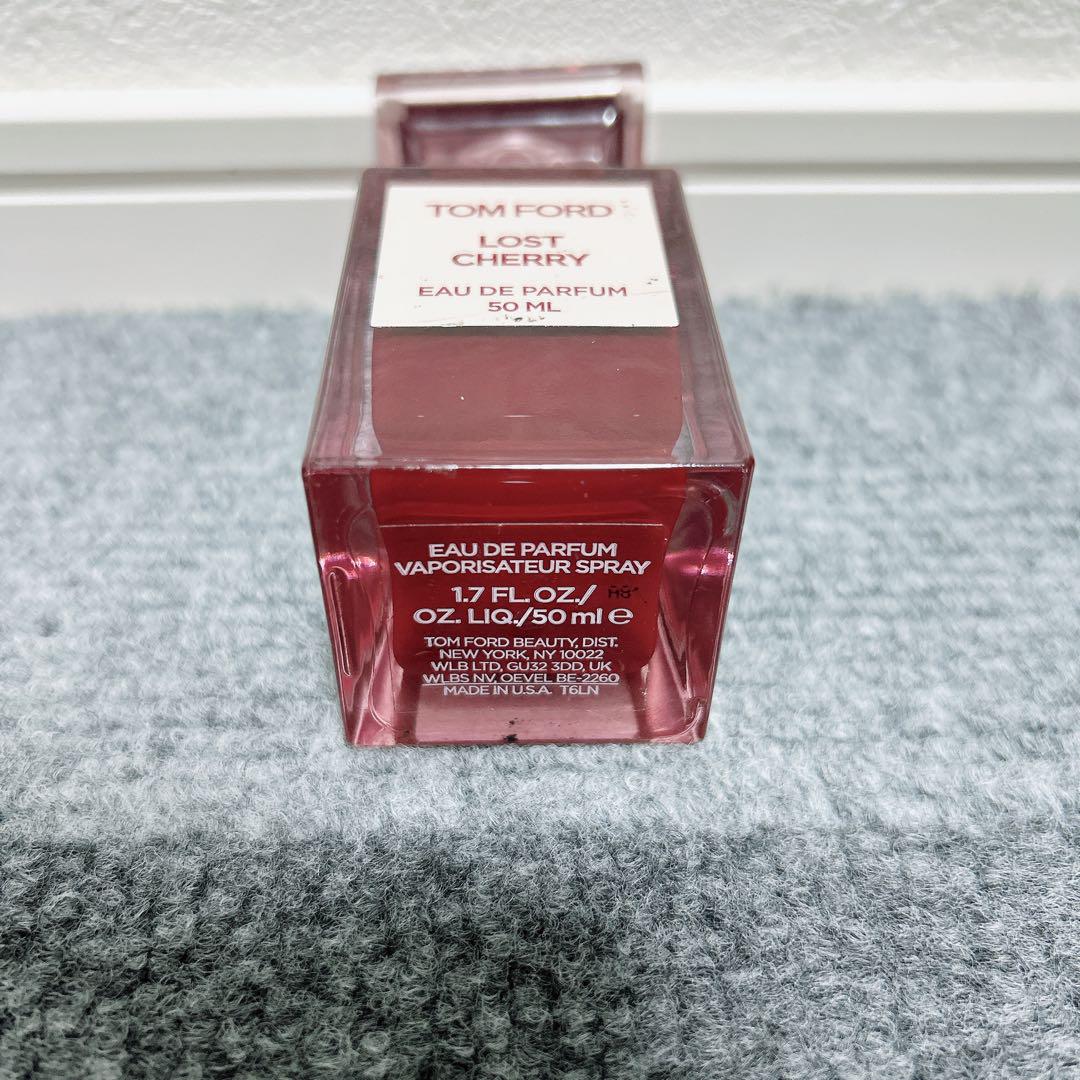 TOM FORD
LOST
CHERRY
EAU DE PARFUM
50 ML
EAU DE PARFUM
VAPORISATEUR SPRAY
1.7 FL. OZ./
OZ. LIQ./50 ml ℮
TOM FORD BEAUTY, DIST.
NEW YORK, NY 10022
WLB LTD, GU32 3DD, UK
WLBS NV, OEVEL BE-2260
MADE IN U.S.A. T6LN